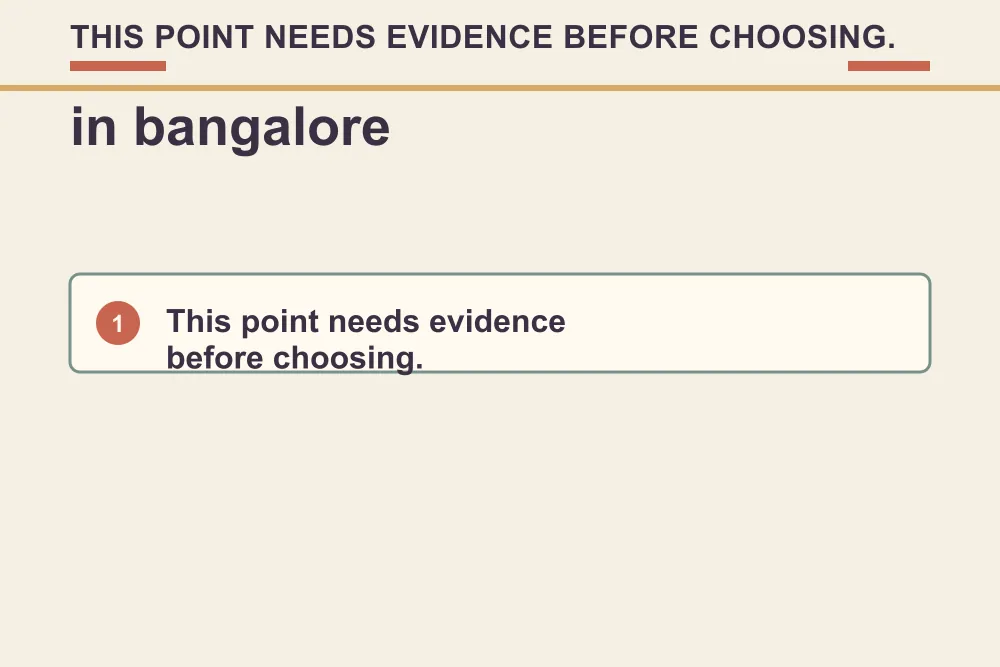 THIS POINT NEEDS EVIDENCE BEFORE CHOOSING.
in bangalore
1
This point needs evidence
before choosing.